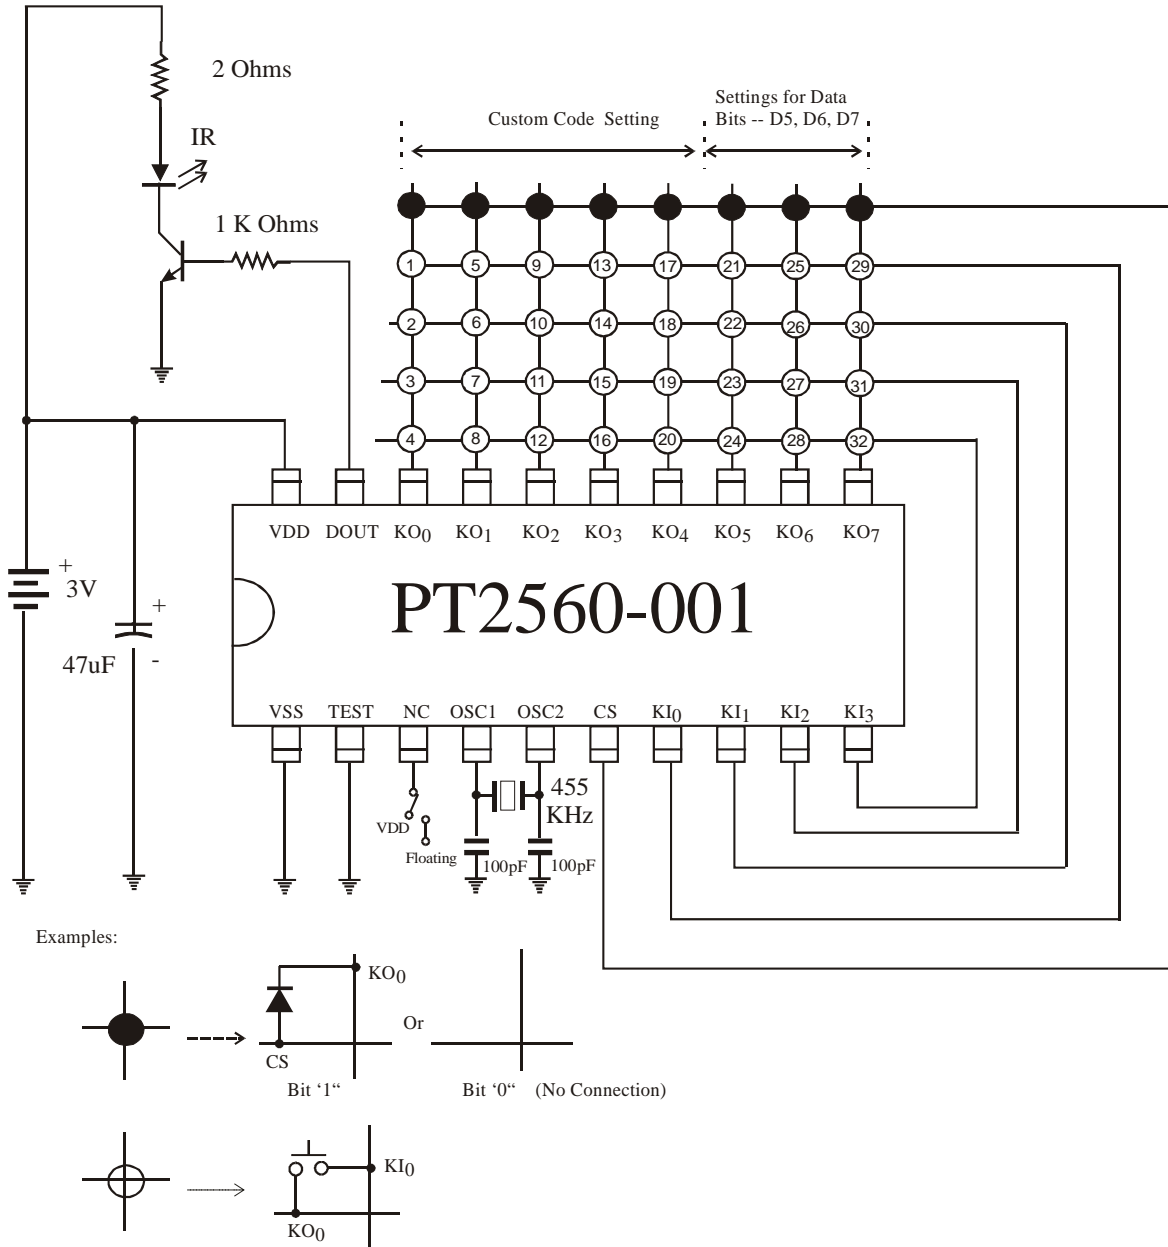 2 Ohms
IR
1 K Ohms
Custom Code Setting
Settings for Data
Bits -- D5, D6, D7
1 5 9 13 17 21 25 29
2 6 10 14 18 22 26 30
3 7 11 15 19 23 27 31
4 8 12 16 20 24 28 32
VDD DOUT KO0 KO1 KO2 KO3 KO4 KO5 KO6 KO7
PT2560-001
+
3V
+
47uF
-
VSS TEST NC OSC1 OSC2 CS KI0 KI1 KI2 KI3
455
KHz
VDD
Floating
100pF
100pF
Examples:
KO0
CS
Or
Bit ‘1“
Bit ‘0“ (No Connection)
KI0
KO0